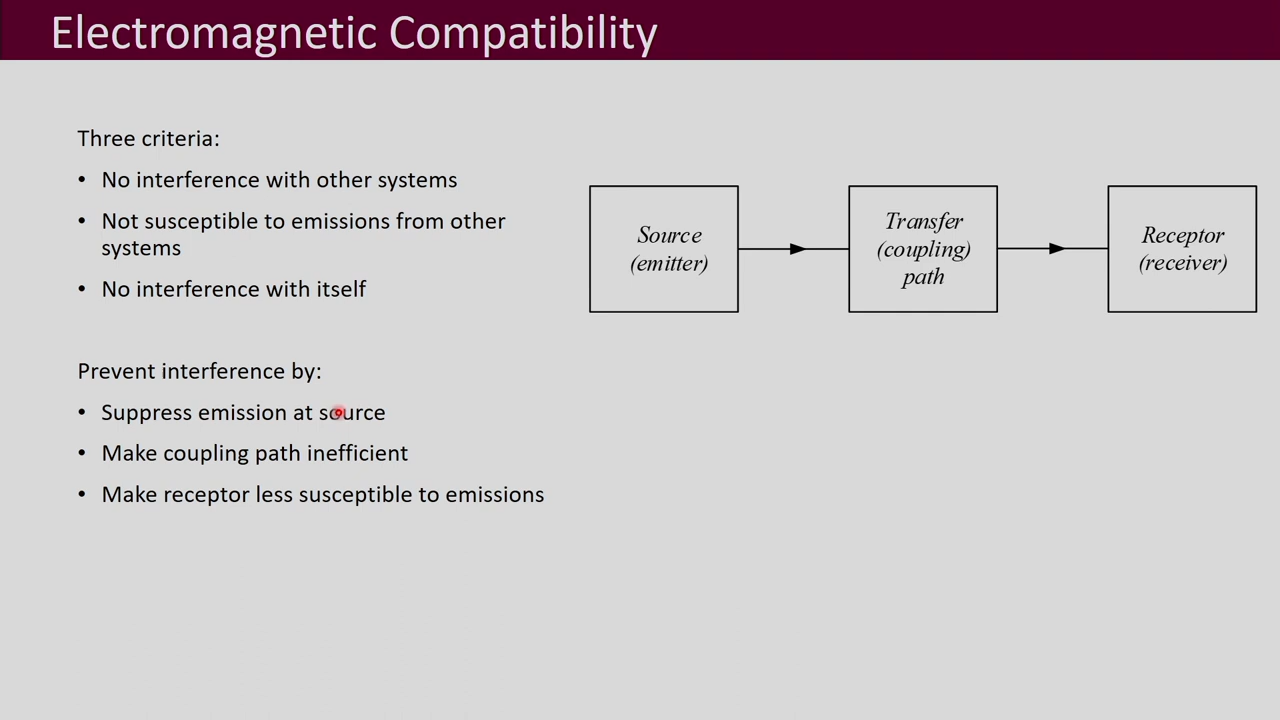 Electromagnetic Compatibility
Three criteria:
• No interference with other systems
• Not susceptible to emissions from other
systems
• No interference with itself
Prevent interference by:
• Suppress emission at source
• Make coupling path inefficient
• Make receptor less susceptible to emissions
Source
(emitter)
Transfer
(coupling)
path
Receptor
(receiver)